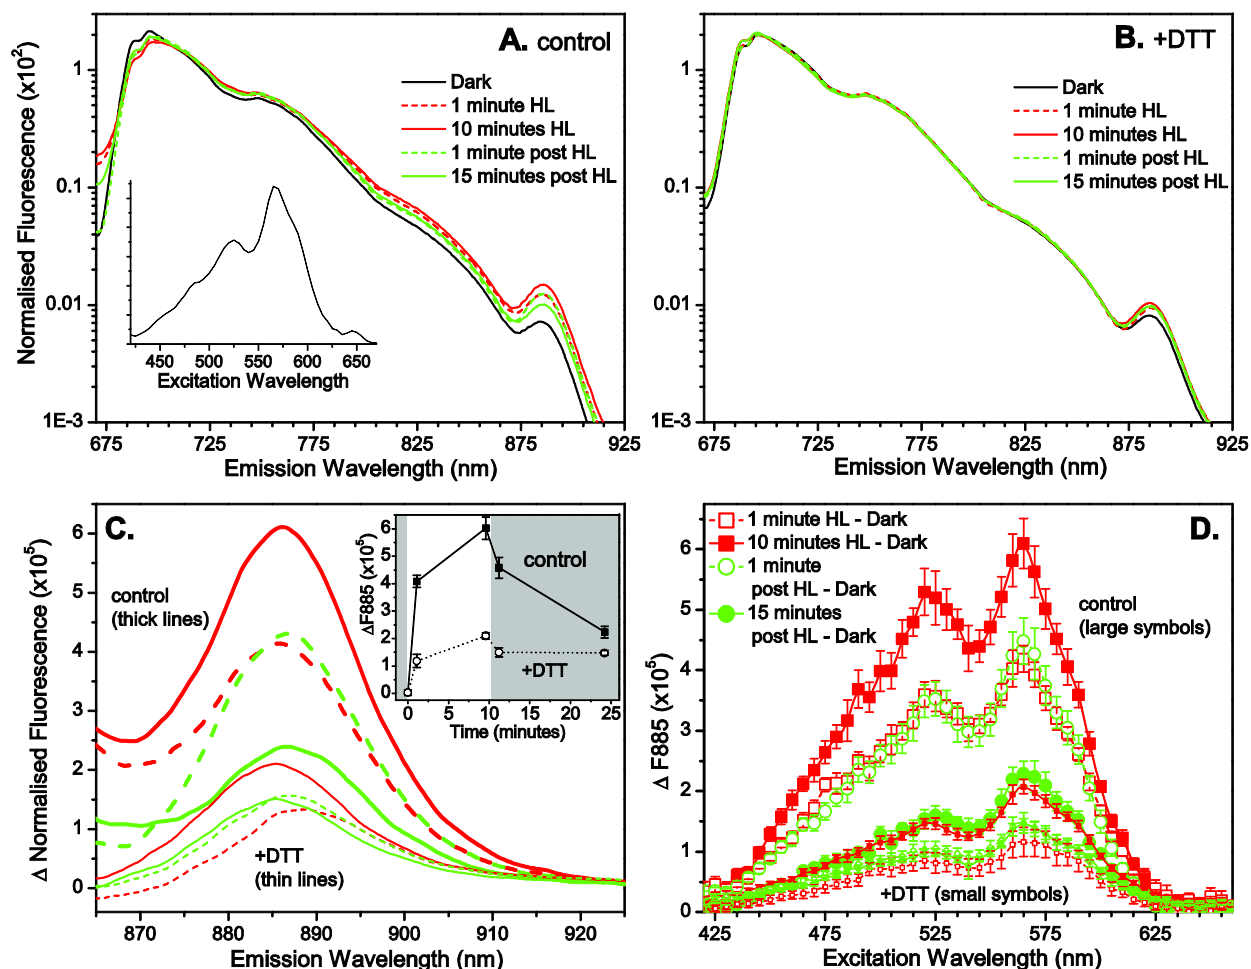 A. control
Dark
1 minute HL
10 minutes HL
1 minute post HL
15 minutes post HL
Normalised Fluorescence (x10²)
1
0.1
0.01
1E-3
450 500 550 600 650
Excitation Wavelength
675 725 775 825 875 925
Emission Wavelength (nm)
B. +DTT
Dark
1 minute HL
10 minutes HL
1 minute post HL
15 minutes post HL
1
0.1
0.01
1E-3
675 725 775 825 875 925
Emission Wavelength (nm)
C.
control
(thick lines)
+DTT
(thin lines)
Δ Normalised Fluorescence (x10⁵)
6
5
4
3
2
1
0
870 880 890 900 910 920
Emission Wavelength (nm)
ΔF885 (x10⁵)
6
5
4
3
2
1
0
control
+DTT
0 5 10 15 20 25
Time (minutes)
D.
1 minute HL - Dark
10 minutes HL - Dark
1 minute
post HL - Dark
15 minutes
post HL - Dark
control
(large symbols)
+DTT (small symbols)
Δ F885 (x10⁵)
6
5
4
3
2
1
0
425 475 525 575 625
Excitation Wavelength (nm)